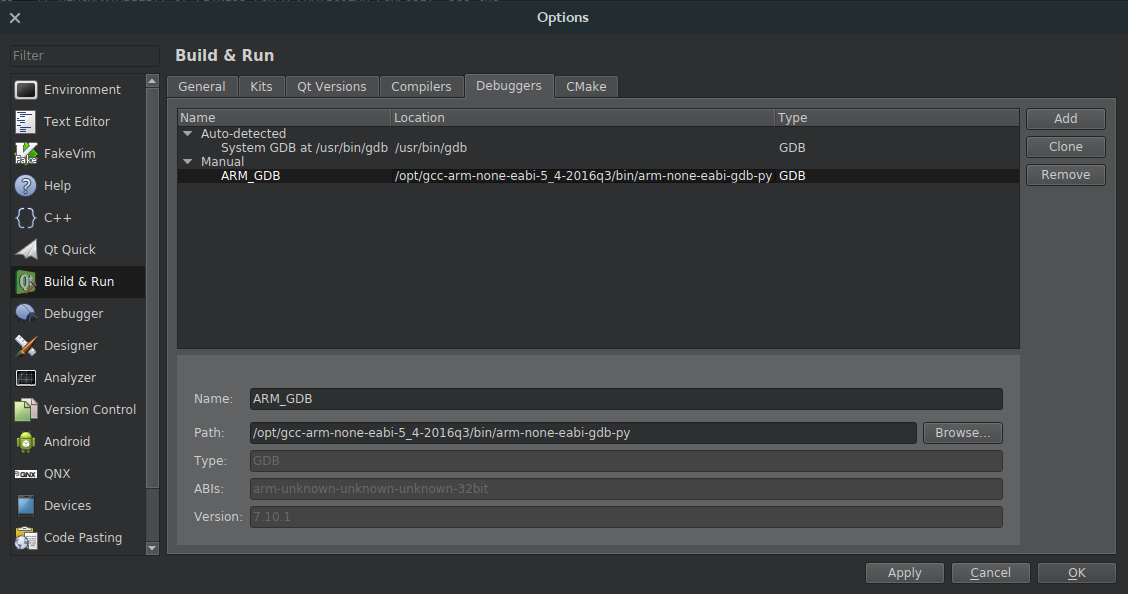 Options
Filter
Environment
Text Editor
FakeVim
Help
C++
Qt Quick
Build & Run
Debugger
Designer
Analyzer
Version Control
Android
QNX
Devices
Code Pasting
Build & Run
General Kits Qt Versions Compilers Debuggers CMake
Name Location Type
Auto-detected
System GDB at /usr/bin/gdb /usr/bin/gdb GDB
Manual
ARM_GDB /opt/gcc-arm-none-eabi-5_4-2016q3/bin/arm-none-eabi-gdb-py GDB
Add
Clone
Remove
Name: ARM_GDB
Path: /opt/gcc-arm-none-eabi-5_4-2016q3/bin/arm-none-eabi-gdb-py Browse...
Type: GDB
ABIs: arm-unknown-unknown-unknown-32bit
Version: 7.10.1
Apply Cancel OK